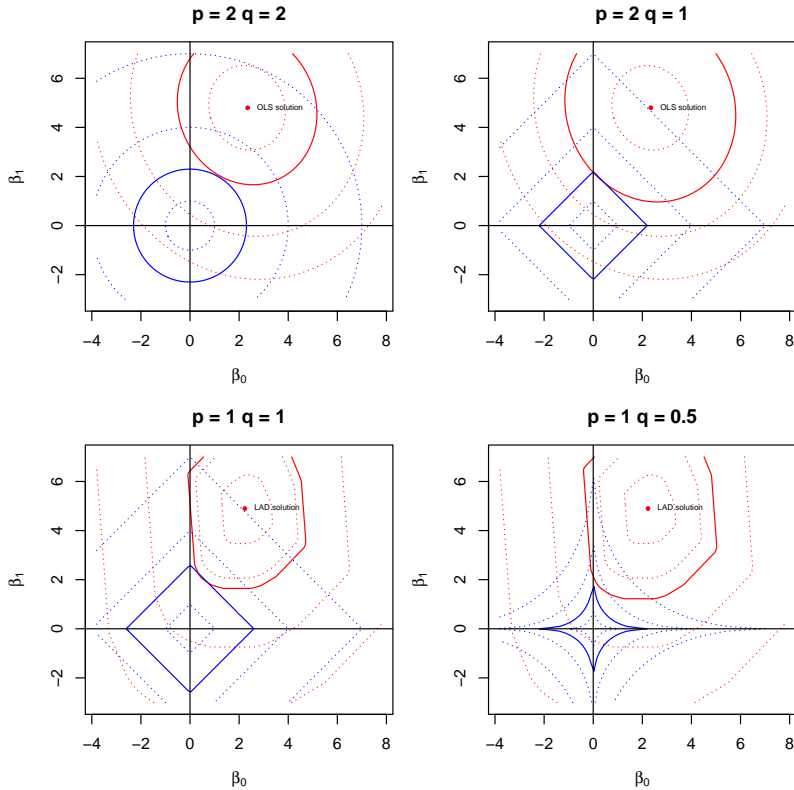 p = 2 q = 2
6
4
2
0
−2
β1
OLS solution
−4 −2 0 2 4 6 8
β0
p = 2 q = 1
6
4
2
0
−2
β1
OLS solution
−4 −2 0 2 4 6 8
β0
p = 1 q = 1
6
4
2
0
−2
β1
LAD solution
−4 −2 0 2 4 6 8
β0
p = 1 q = 0.5
6
4
2
0
−2
β1
LAD solution
−4 −2 0 2 4 6 8
β0